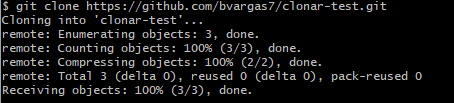 $ git clone https://github.com/bvargas7/clonar-test.git
Cloning into 'clonar-test'...
remote: Enumerating objects: 3, done.
remote: Counting objects: 100% (3/3), done.
remote: Compressing objects: 100% (2/2), done.
remote: Total 3 (delta 0), reused 0 (delta 0), pack-reused 0
Receiving objects: 100% (3/3), done.